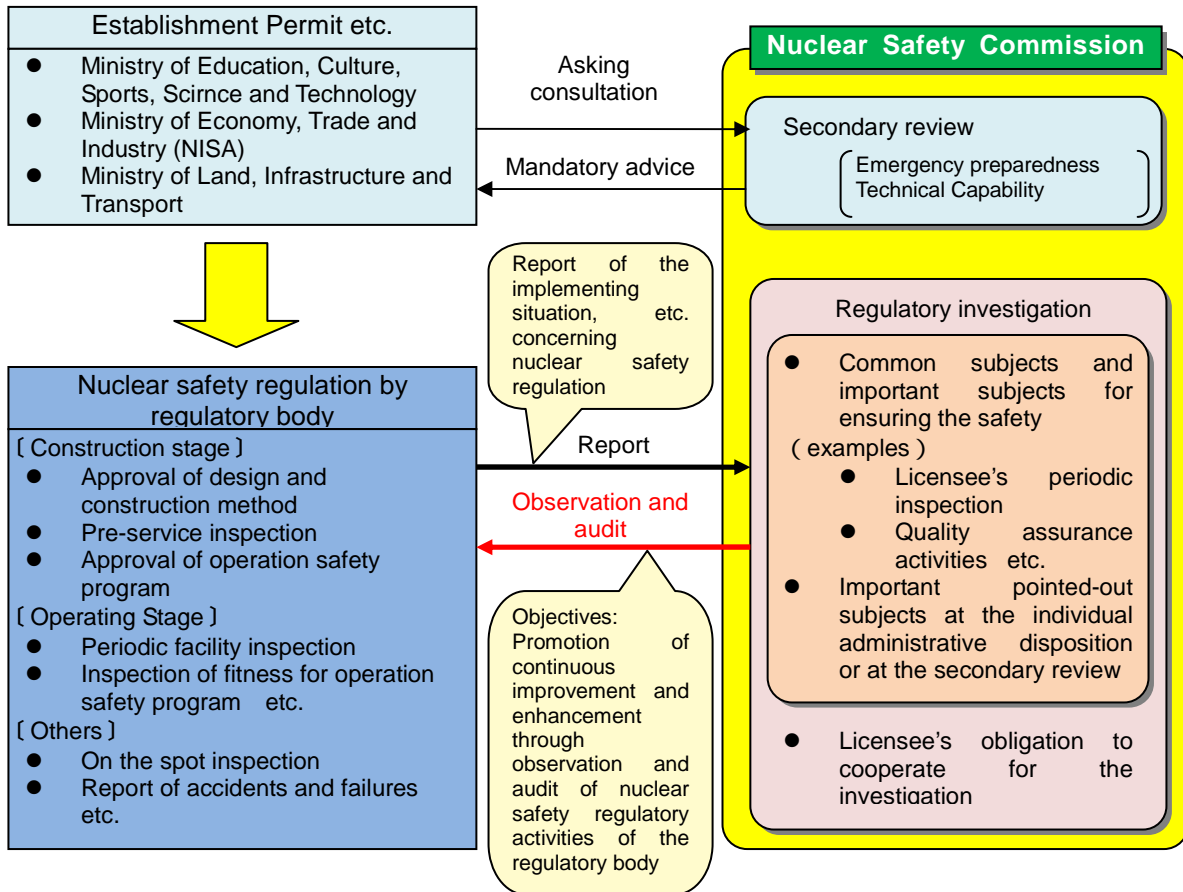 Establishment Permit etc.
● Ministry of Education, Culture,
Sports, Scirnce and Technology
● Ministry of Economy, Trade and
Industry (NISA)
● Ministry of Land, Infrastructure and
Transport
Asking
consultation
Mandatory advice
Nuclear Safety Commission
Secondary review
Emergency preparedness
Technical Capability
Report of the
implementing
situation, etc.
concerning
nuclear safety
regulation
Nuclear safety regulation by
regulatory body
〔Construction stage〕
● Approval of design and
construction method
● Pre-service inspection
● Approval of operation safety
program
〔Operating Stage〕
● Periodic facility inspection
● Inspection of fitness for operation
safety program etc.
〔Others〕
● On the spot inspection
● Report of accidents and failures
etc.
Report
Observation and
audit
Objectives:
Promotion of
continuous
improvement and
enhancement
through
observation and
audit of nuclear
safety regulatory
activities of the
regulatory body
Regulatory investigation
● Common subjects and
important subjects for
ensuring the safety
(examples)
● Licensee’s periodic
inspection
● Quality assurance
activities etc.
● Important pointed-out
subjects at the individual
administrative disposition
or at the secondary review
● Licensee’s obligation to
cooperate for the
investigation